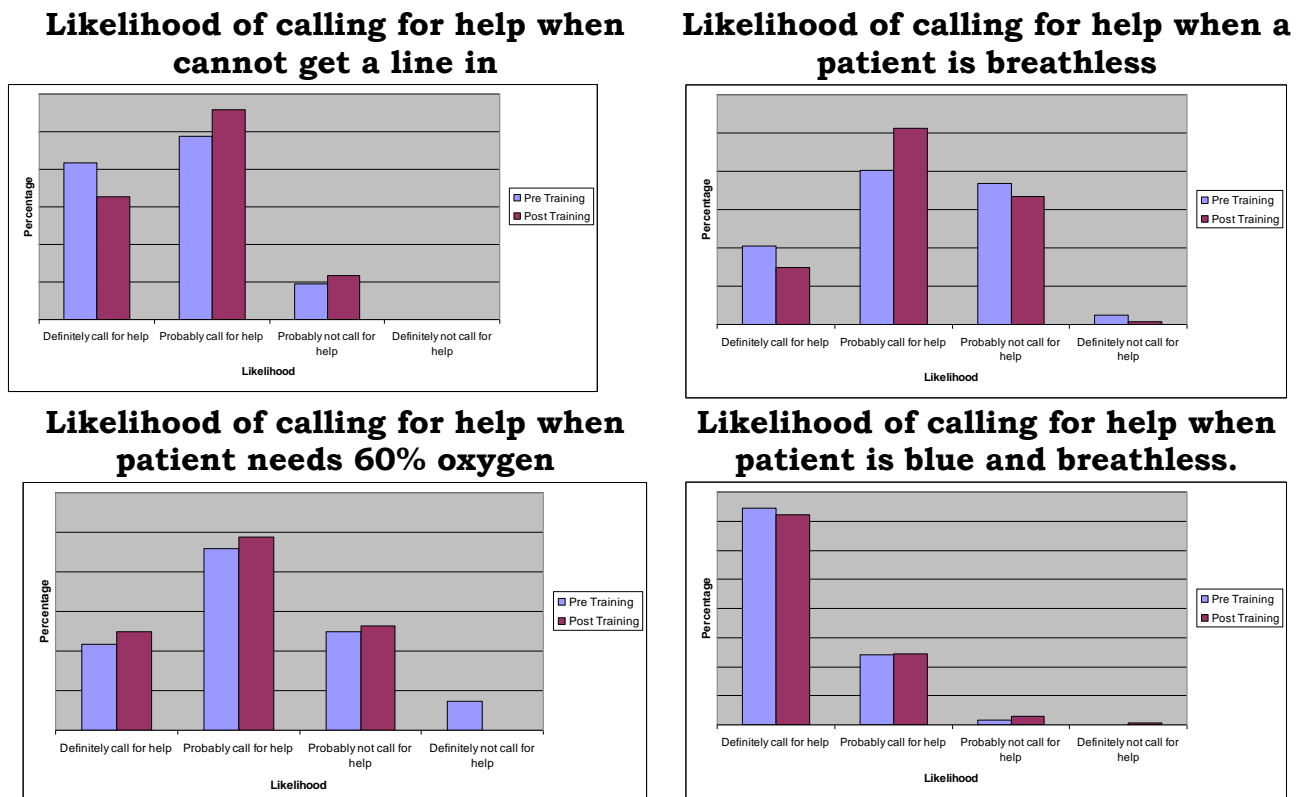 Likelihood of calling for help when
cannot get a line in
Percentage
Pre Training
Post Training
Definitely call for help Probably call for help Probably not call for Definitely not call for
help help
Likelihood
Likelihood of calling for help when a
patient is breathless
Percentage
Pre Training
Post Training
Definitely call for help Probably call for help Probably not call for Definitely not call for
help help
Likelihood
Likelihood of calling for help when
patient needs 60% oxygen
Percentage
Pre Training
Post Training
Definitely call for help Probably call for help Probably not call for Definitely not call for
help help
Likelihood
Likelihood of calling for help when
patient is blue and breathless.
Percentage
Pre Training
Post Training
Definitely call for help Probably call for help Probably not call for Definitely not call for
help help
Likelihood